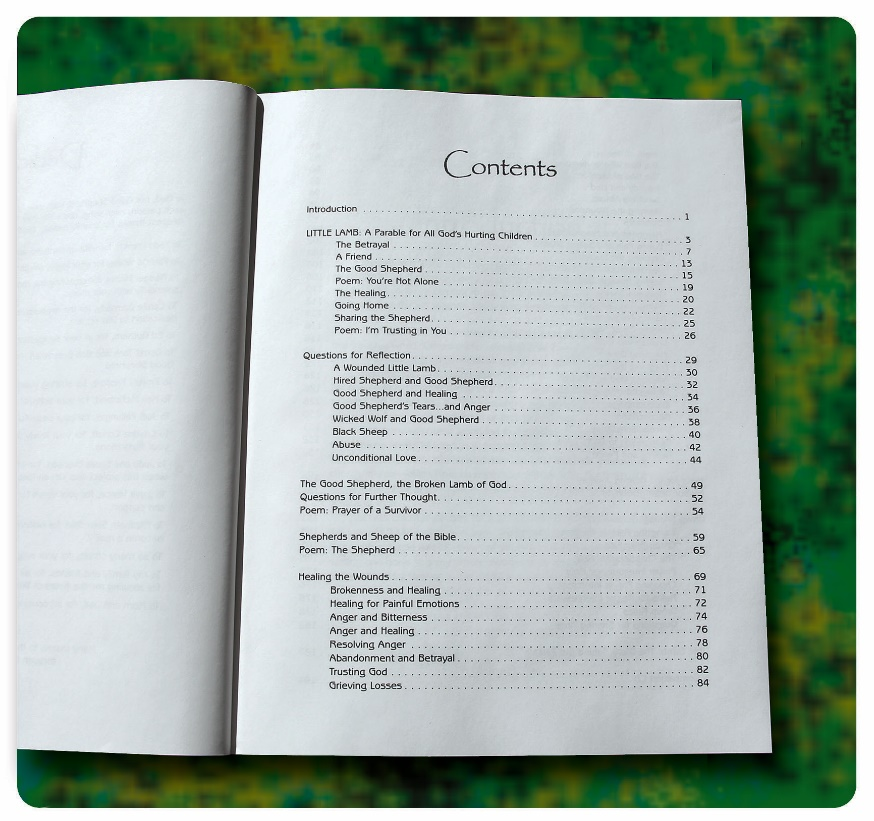 Contents
Introduction . . . . . . . . . . 1
LITTLE LAMB: A Parable for All God's Hurting Children . . . . . . . . . . 3
The Betrayal . . . . . . . . . . 7
A Friend . . . . . . . . . . 13
The Good Shepherd . . . . . . . . . . 15
Poem: You're Not Alone . . . . . . . . . . 19
The Healing . . . . . . . . . . 20
Going Home . . . . . . . . . . 22
Sharing the Shepherd . . . . . . . . . . 25
Poem: I'm Trusting in You . . . . . . . . . . 26
Questions for Reflection . . . . . . . . . . 29
A Wounded Little Lamb . . . . . . . . . . 30
Hired Shepherd and Good Shepherd . . . . . . . . . . 32
Good Shepherd and Healing . . . . . . . . . . 34
Good Shepherd's Tears...and Anger . . . . . . . . . . 36
Wicked Wolf and Good Shepherd . . . . . . . . . . 38
Black Sheep . . . . . . . . . . 40
Abuse . . . . . . . . . . 42
Unconditional Love . . . . . . . . . . 44
The Good Shepherd, the Broken Lamb of God . . . . . . . . . . 49
Questions for Further Thought . . . . . . . . . . 52
Poem: Prayer of a Survivor . . . . . . . . . . 54
Shepherds and Sheep of the Bible . . . . . . . . . . 59
Poem: The Shepherd . . . . . . . . . . 65
Healing the Wounds . . . . . . . . . . 69
Brokenness and Healing . . . . . . . . . . 71
Healing for Painful Emotions . . . . . . . . . . 72
Anger and Bitterness . . . . . . . . . . 74
Anger and Healing . . . . . . . . . . 76
Resolving Anger . . . . . . . . . . 78
Abandonment and Betrayal . . . . . . . . . . 80
Trusting God . . . . . . . . . . 82
Grieving Losses . . . . . . . . . . 84